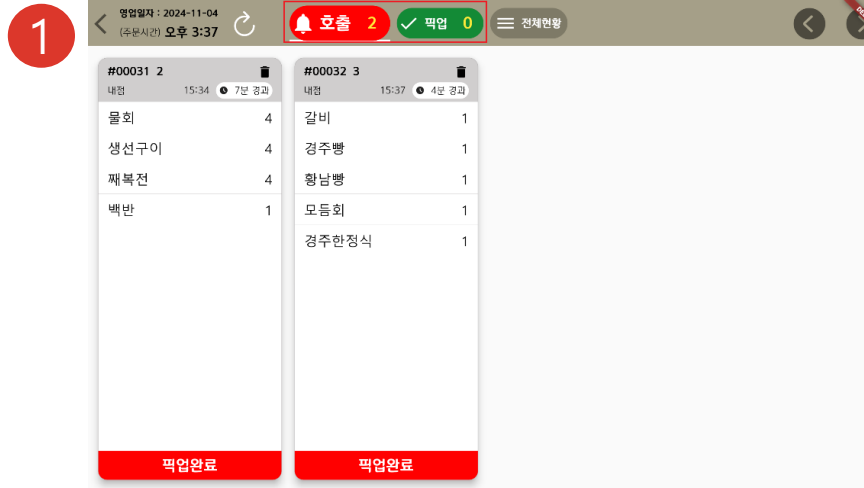 1
영업일자 : 2024-11-04
(주문시간) 오후 3:37
호출 2
픽업 0
전체현황
#00031 2
내점 15:34 7분 경과
물회 4
생선구이 4
째복전 4
백반 1
픽업완료
#00032 3
내점 15:37 4분 경과
갈비 1
경주빵 1
황남빵 1
모듬회 1
경주한정식 1
픽업완료